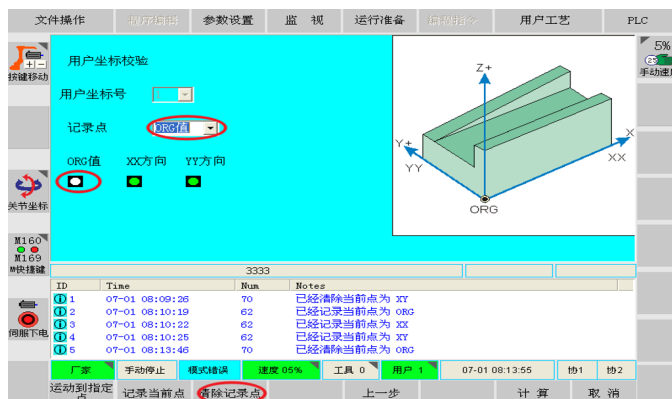 文件操作 程序编辑 参数设置 监 视 运行准备 编程指令 用户工艺 PLC
5%
按键移动
手动速度
用户坐标校验
用户坐标号
记录点 ORG值
ORG值 XX方向 YY方向
Z+
Y+
YY
X
XX
ORG
关节坐标
M160
M169
M快捷键
伺服下电
3333
ID Time Num Notes
1 07-01 08:09:26 70 已经清除当前点为 XY
2 07-01 08:10:19 62 已经记录当前点为 ORG
3 07-01 08:10:22 62 已经记录当前点为 XX
4 07-01 08:10:25 62 已经记录当前点为 YY
5 07-01 08:13:46 70 已经清除当前点为 ORG
厂家 手动停止 模式错误 速度 05% 工具 0 用户 1 07-01 08:13:55 协1 协2
运动到指定点 记录当前点 清除记录点 上一步 计 算 取 消